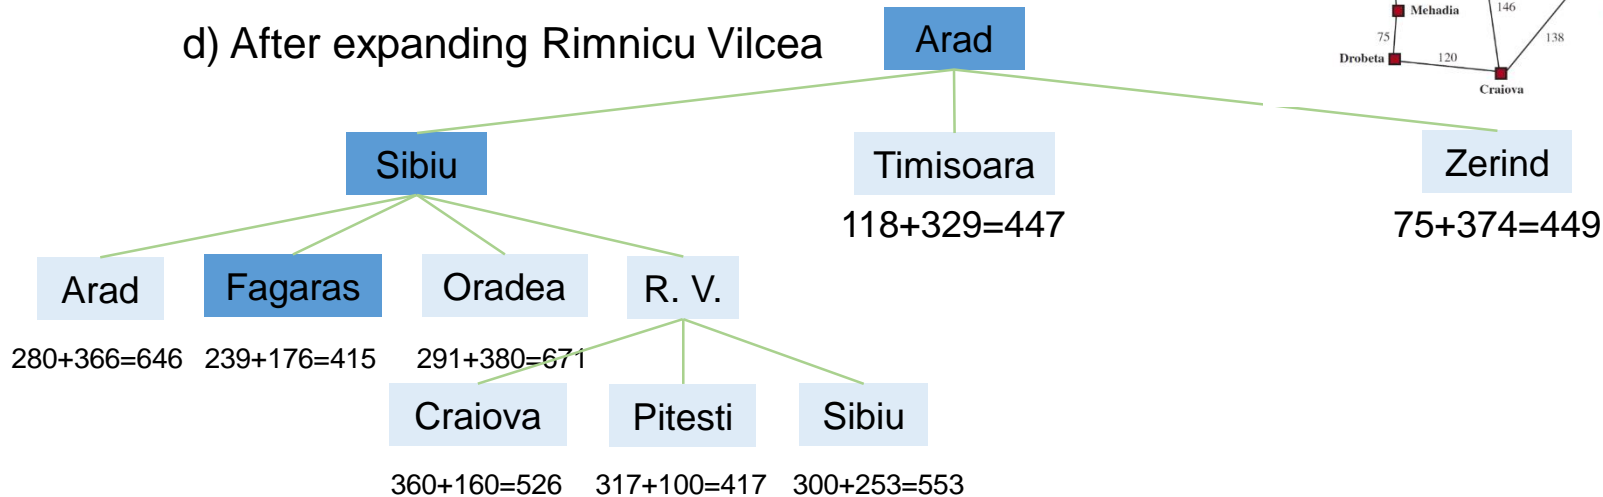 d) After expanding Rimnicu Vilcea
Arad
Mehadia
146
75
138
Drobeta
120
Craiova
Sibiu
Timisoara
Zerind
118+329=447
75+374=449
Arad
Fagaras
Oradea
R. V.
280+366=646
239+176=415
291+380=671
Craiova
Pitesti
Sibiu
360+160=526
317+100=417
300+253=553